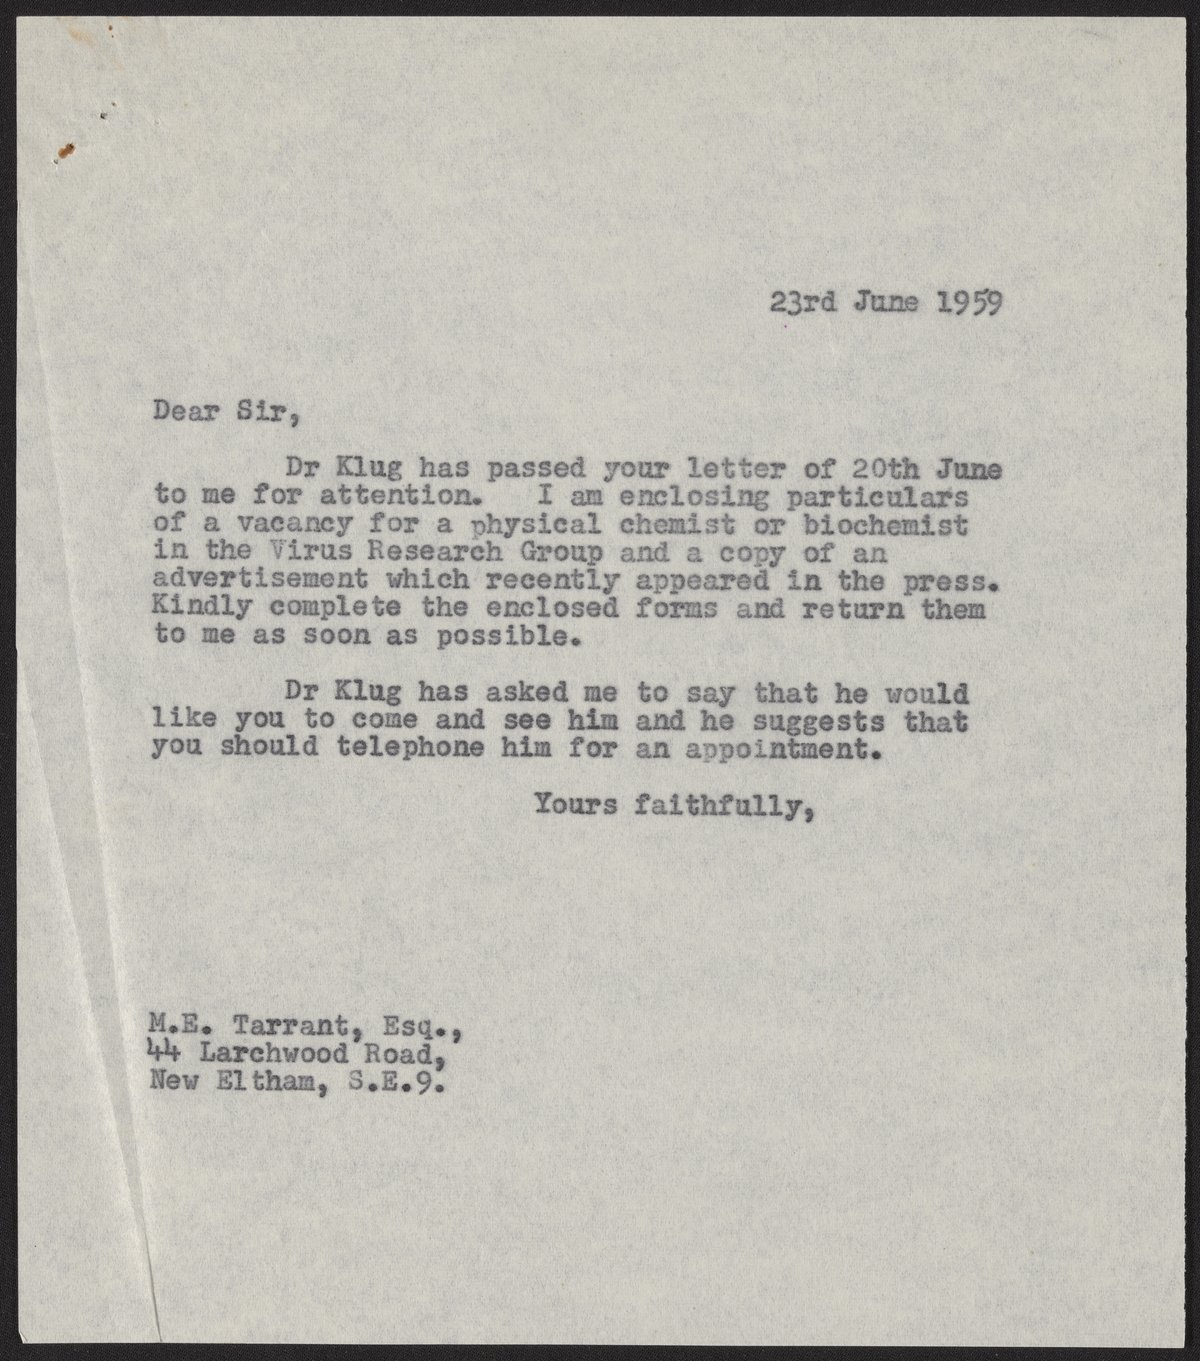 23rd June 1959
Dear Sir,
Dr Klug has passed your letter of 20th June
to me for attention. I am enclosing particulars
of a vacancy for a physical chemist or biochemist
in the Virus Research Group and a copy of an
advertisement which recently appeared in the press.
Kindly complete the enclosed forms and return them
to me as soon as possible.
Dr Klug has asked me to say that he would
like you to come and see him and he suggests that
you should telephone him for an appointment.
Yours faithfully,
M.E. Tarrant, Esq.,
44 Larchwood Road,
New Eltham, S.E.9.